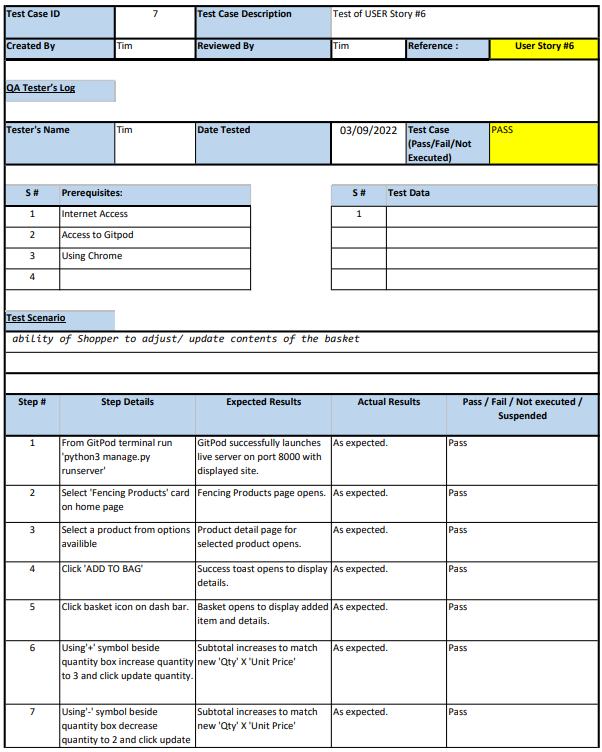 Test Case ID 7 Test Case Description Test of USER Story #6
Created By Tim Reviewed By Tim Reference : User Story #6
QA Tester's Log
Tester's Name Tim Date Tested 03/09/2022 Test Case PASS
(Pass/Fail/Not
Executed)
S # Prerequisites: S # Test Data
1 Internet Access 1
2 Access to Gitpod
3 Using Chrome
4
Test Scenario
ability of Shopper to adjust/ update contents of the basket
Step # Step Details Expected Results Actual Results Pass / Fail / Not executed /
Suspended
1 From GitPod terminal run GitPod successfully launches As expected. Pass
'python3 manage.py live server on port 8000 with
runserver' displayed site.
2 Select 'Fencing Products' card Fencing Products page opens. As expected. Pass
on home page
3 Select a product from options Product detail page for As expected. Pass
availible selected product opens.
4 Click 'ADD TO BAG' Success toast opens to display As expected. Pass
details.
5 Click basket icon on dash bar. Basket opens to display added As expected. Pass
item and details.
6 Using'+' symbol beside Subtotal increases to match As expected. Pass
quantity box increase quantity new 'Qty' X 'Unit Price'
to 3 and click update quantity.
7 Using'-' symbol beside Subtotal increases to match As expected. Pass
quantity box decrease new 'Qty' X 'Unit Price'
quantity to 2 and click update